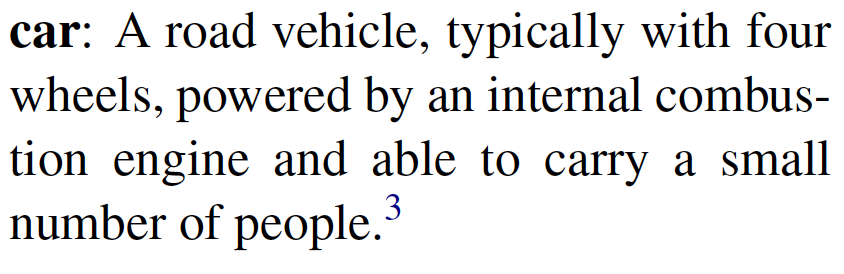 car: A road vehicle, typically with four
wheels, powered by an internal combus-
tion engine and able to carry a small
number of people.3